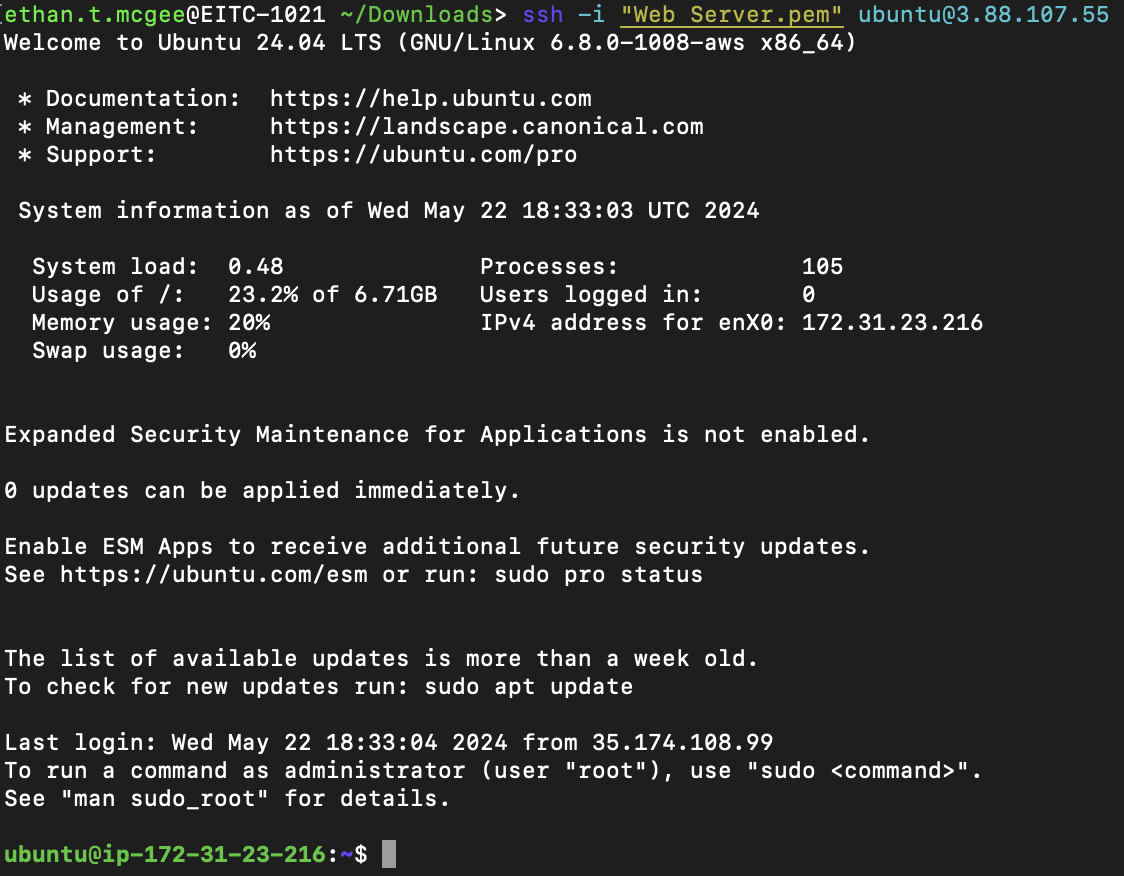 ethan.t.mcgee@EITC-1021 ~/Downloads> ssh -i "Web Server.pem" ubuntu@3.88.107.55
Welcome to Ubuntu 24.04 LTS (GNU/Linux 6.8.0-1008-aws x86_64)

 * Documentation:  https://help.ubuntu.com
 * Management:     https://landscape.canonical.com
 * Support:        https://ubuntu.com/pro

 System information as of Wed May 22 18:33:03 UTC 2024

  System load:  0.48              Processes:             105
  Usage of /:   23.2% of 6.71GB   Users logged in:       0
  Memory usage: 20%               IPv4 address for enX0: 172.31.23.216
  Swap usage:   0%


Expanded Security Maintenance for Applications is not enabled.

0 updates can be applied immediately.

Enable ESM Apps to receive additional future security updates.
See https://ubuntu.com/esm or run: sudo pro status


The list of available updates is more than a week old.
To check for new updates run: sudo apt update

Last login: Wed May 22 18:33:04 2024 from 35.174.108.99
To run a command as administrator (user "root"), use "sudo <command>".
See "man sudo_root" for details.

ubuntu@ip-172-31-23-216:~$